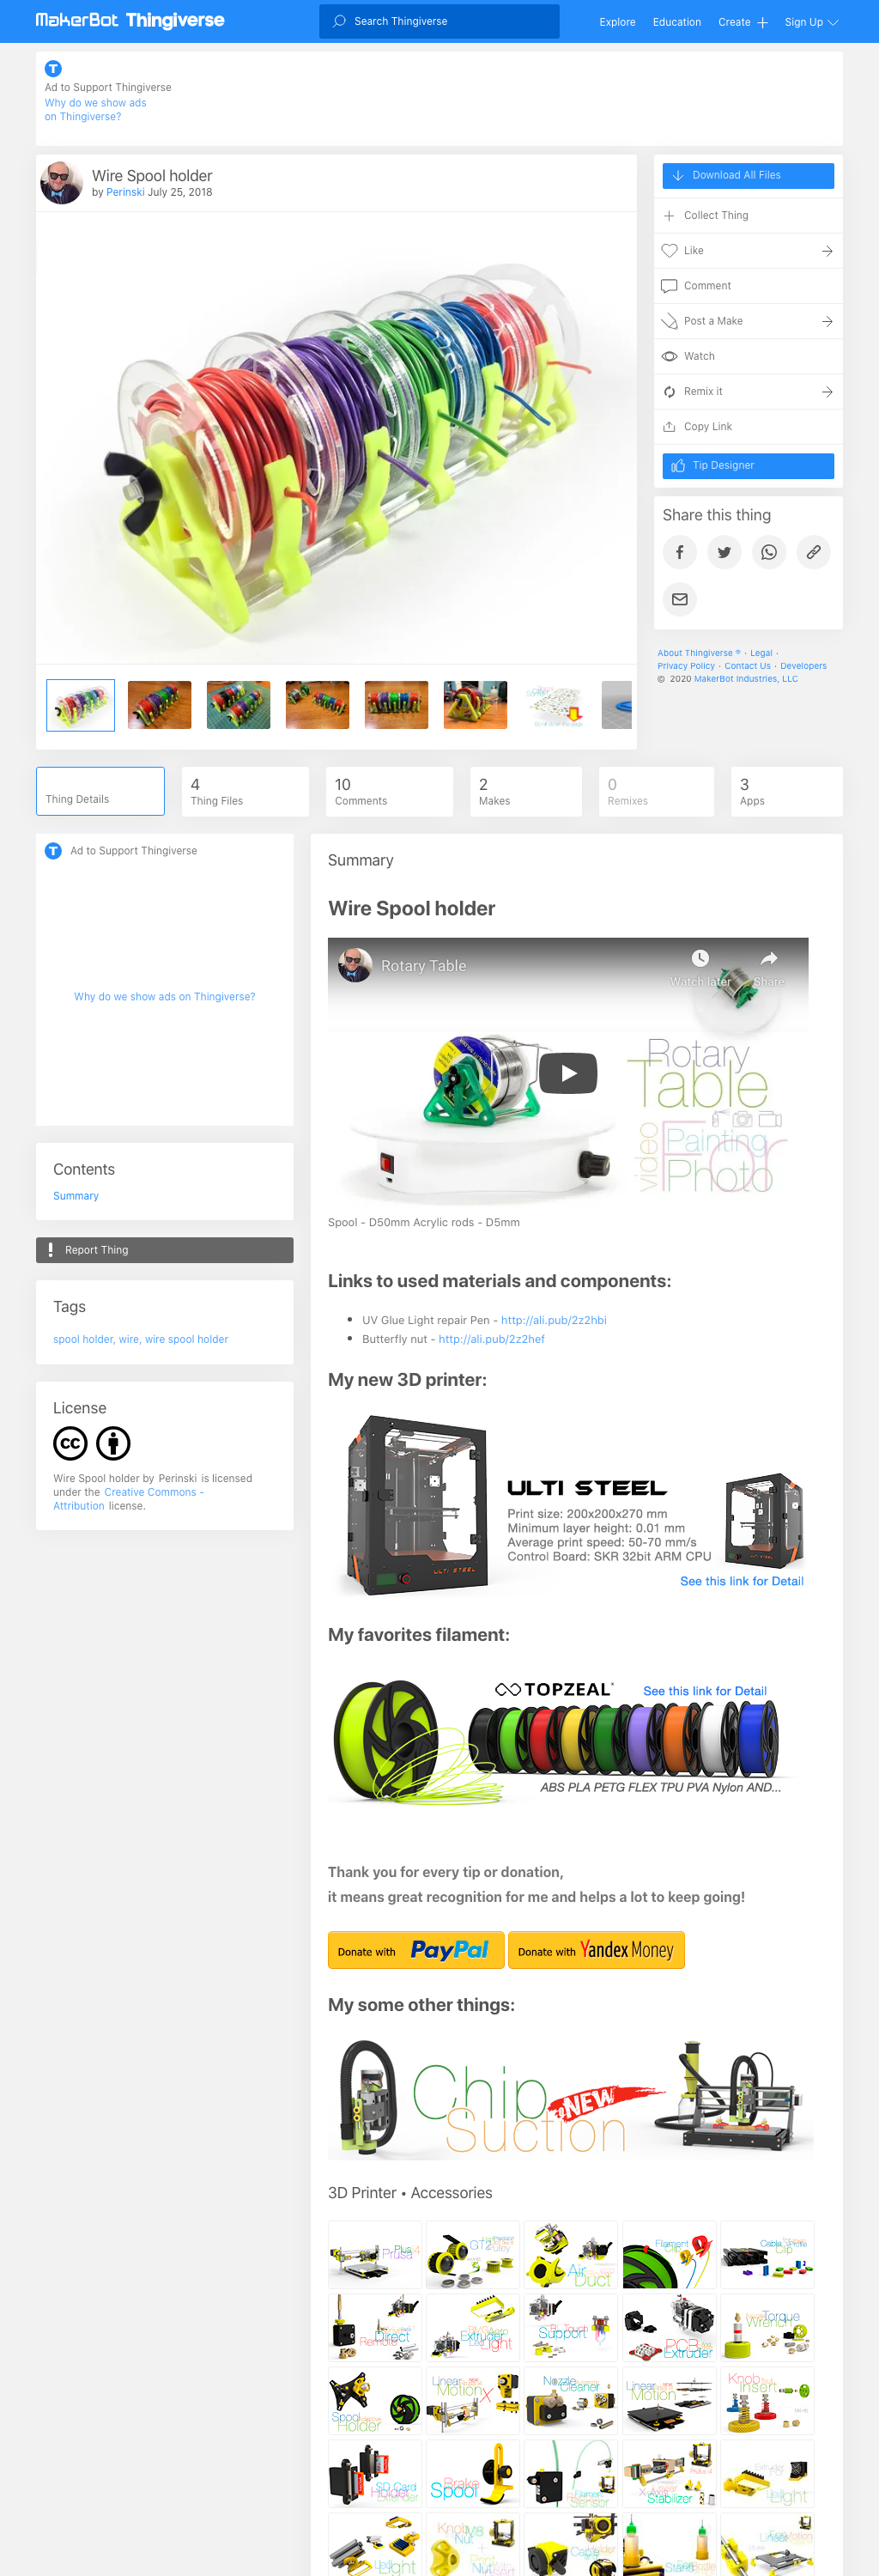 MakerBot Thingiverse
Search Thingiverse
Explore
Education
Create
Sign Up
Ad to Support Thingiverse
Why do we show ads
on Thingiverse?
Wire Spool holder
by Perinski July 25, 2018
Download All Files
Collect Thing
Like
Comment
Post a Make
Watch
Remix it
Copy Link
Tip Designer
Share this thing
About Thingiverse ® · Legal ·
Privacy Policy · Contact Us · Developers
© 2020 MakerBot Industries, LLC
Thing Details
4
Thing Files
10
Comments
2
Makes
0
Remixes
3
Apps
Ad to Support Thingiverse
Why do we show ads on Thingiverse?
Contents
Summary
Report Thing
Tags
spool holder, wire, wire spool holder
License
Wire Spool holder by Perinski is licensed
under the Creative Commons -
Attribution license.
Summary
Wire Spool holder
Rotary Table
Watch later
Share
Rotary
Table
video
Painting
For
Photo
Spool - D50mm Acrylic rods - D5mm
Links to used materials and components:
UV Glue Light repair Pen - http://ali.pub/2z2hbi
Butterfly nut - http://ali.pub/2z2hef
My new 3D printer:
ULTI STEEL
ULTI STEEL
Print size: 200x200x270 mm
Minimum layer height: 0.01 mm
Average print speed: 50-70 mm/s
Control Board: SKR 32bit ARM CPU
See this link for Detail
My favorites filament:
TOPZEAL
See this link for Detail
ABS PLA PETG FLEX TPU PVA Nylon AND...
Thank you for every tip or donation,
it means great recognition for me and helps a lot to keep going!
Donate with PayPal
Donate with Yandex Money
My some other things:
Chip
NEW
Suction
3D Printer • Accessories
Plus
Prusa
GT2
Air
Duct
Filament
Clip
Cable
Clip
Direct
Remote
Extruder
Light
Support
PCB
Extruder
Torque
Wrench
Spool
Holder
Linear
Motion
X
Nozzle
Cleaner
Linear
Motion
Knob
Insert
SD Card
Holder
Brake
Spool
Filament
Sensor
Stabilizer
Extruder
Light
Light
Knob
Nut
Cable
Linear
Motion